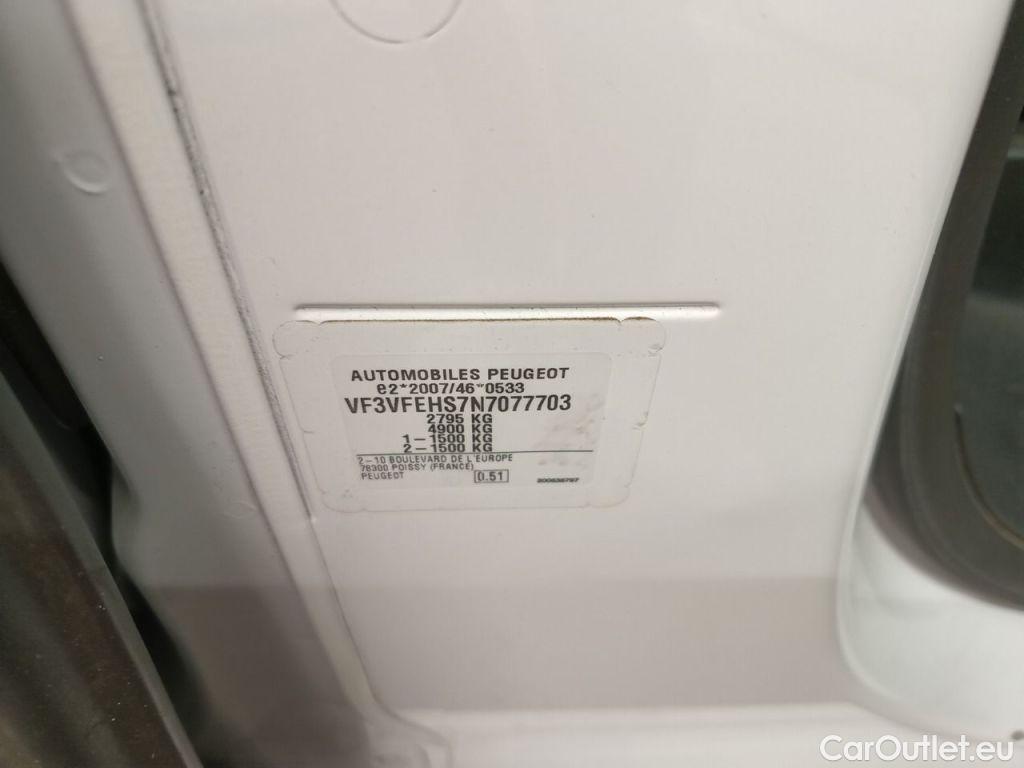 AUTOMOBILES PEUGEOT
e2*2007/46*0533
VF3VFEHS7N7077703
2795 KG
4900 KG
1-1500 KG
2-1500 KG
2-10 BOULEVARD DE L'EUROPE
78300 POISSY (FRANCE)
PEUGEOT 0.51
CarOutlet.eu